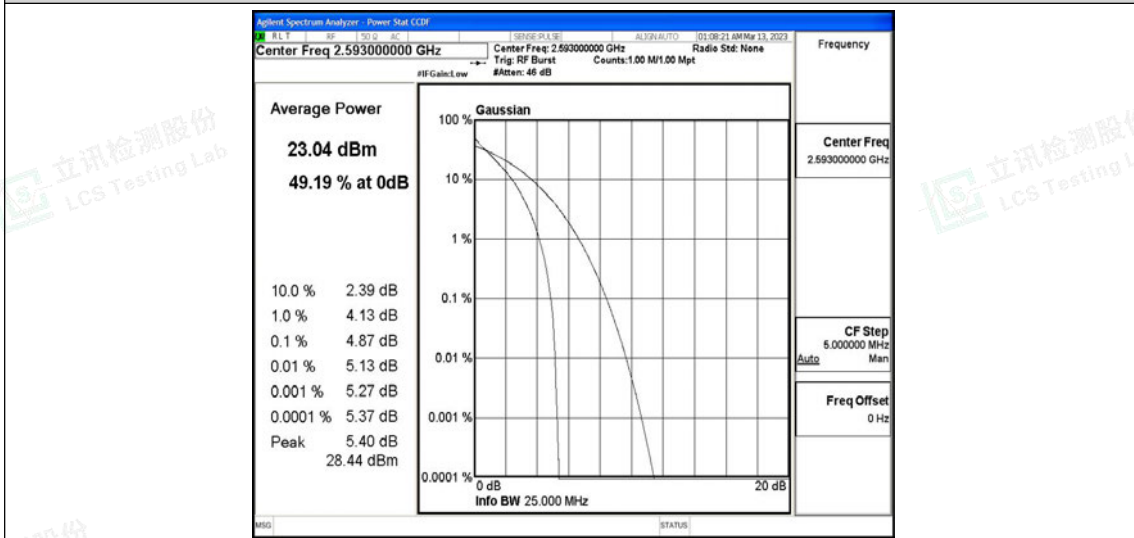 Agilent Spectrum Analyzer - Power Stat CCDF
RLT RF 50 Ω AC SENSE:PULSE ALIGN AUTO 01:08:21 AM Mar 13, 2023
Center Freq 2.593000000 GHz
Center Freq: 2.593000000 GHz Radio Std: None
Trig: RF Burst Counts:1.00 M/1.00 Mpt
#IFGain:Low #Atten: 46 dB
Frequency
Average Power
23.04 dBm
49.19 % at 0dB
10.0 % 2.39 dB
1.0 % 4.13 dB
0.1 % 4.87 dB
0.01 % 5.13 dB
0.001 % 5.27 dB
0.0001 % 5.37 dB
Peak 5.40 dB
28.44 dBm
Gaussian
100 %
10 %
1 %
0.1 %
0.01 %
0.001 %
0.0001 %
0 dB 20 dB
Info BW 25.000 MHz
Center Freq
2.593000000 GHz
CF Step
5.000000 MHz
Auto Man
Freq Offset
0 Hz
MSG STATUS
立讯检测股份
LCS Testing Lab
立讯检测股份
LCS Testing L